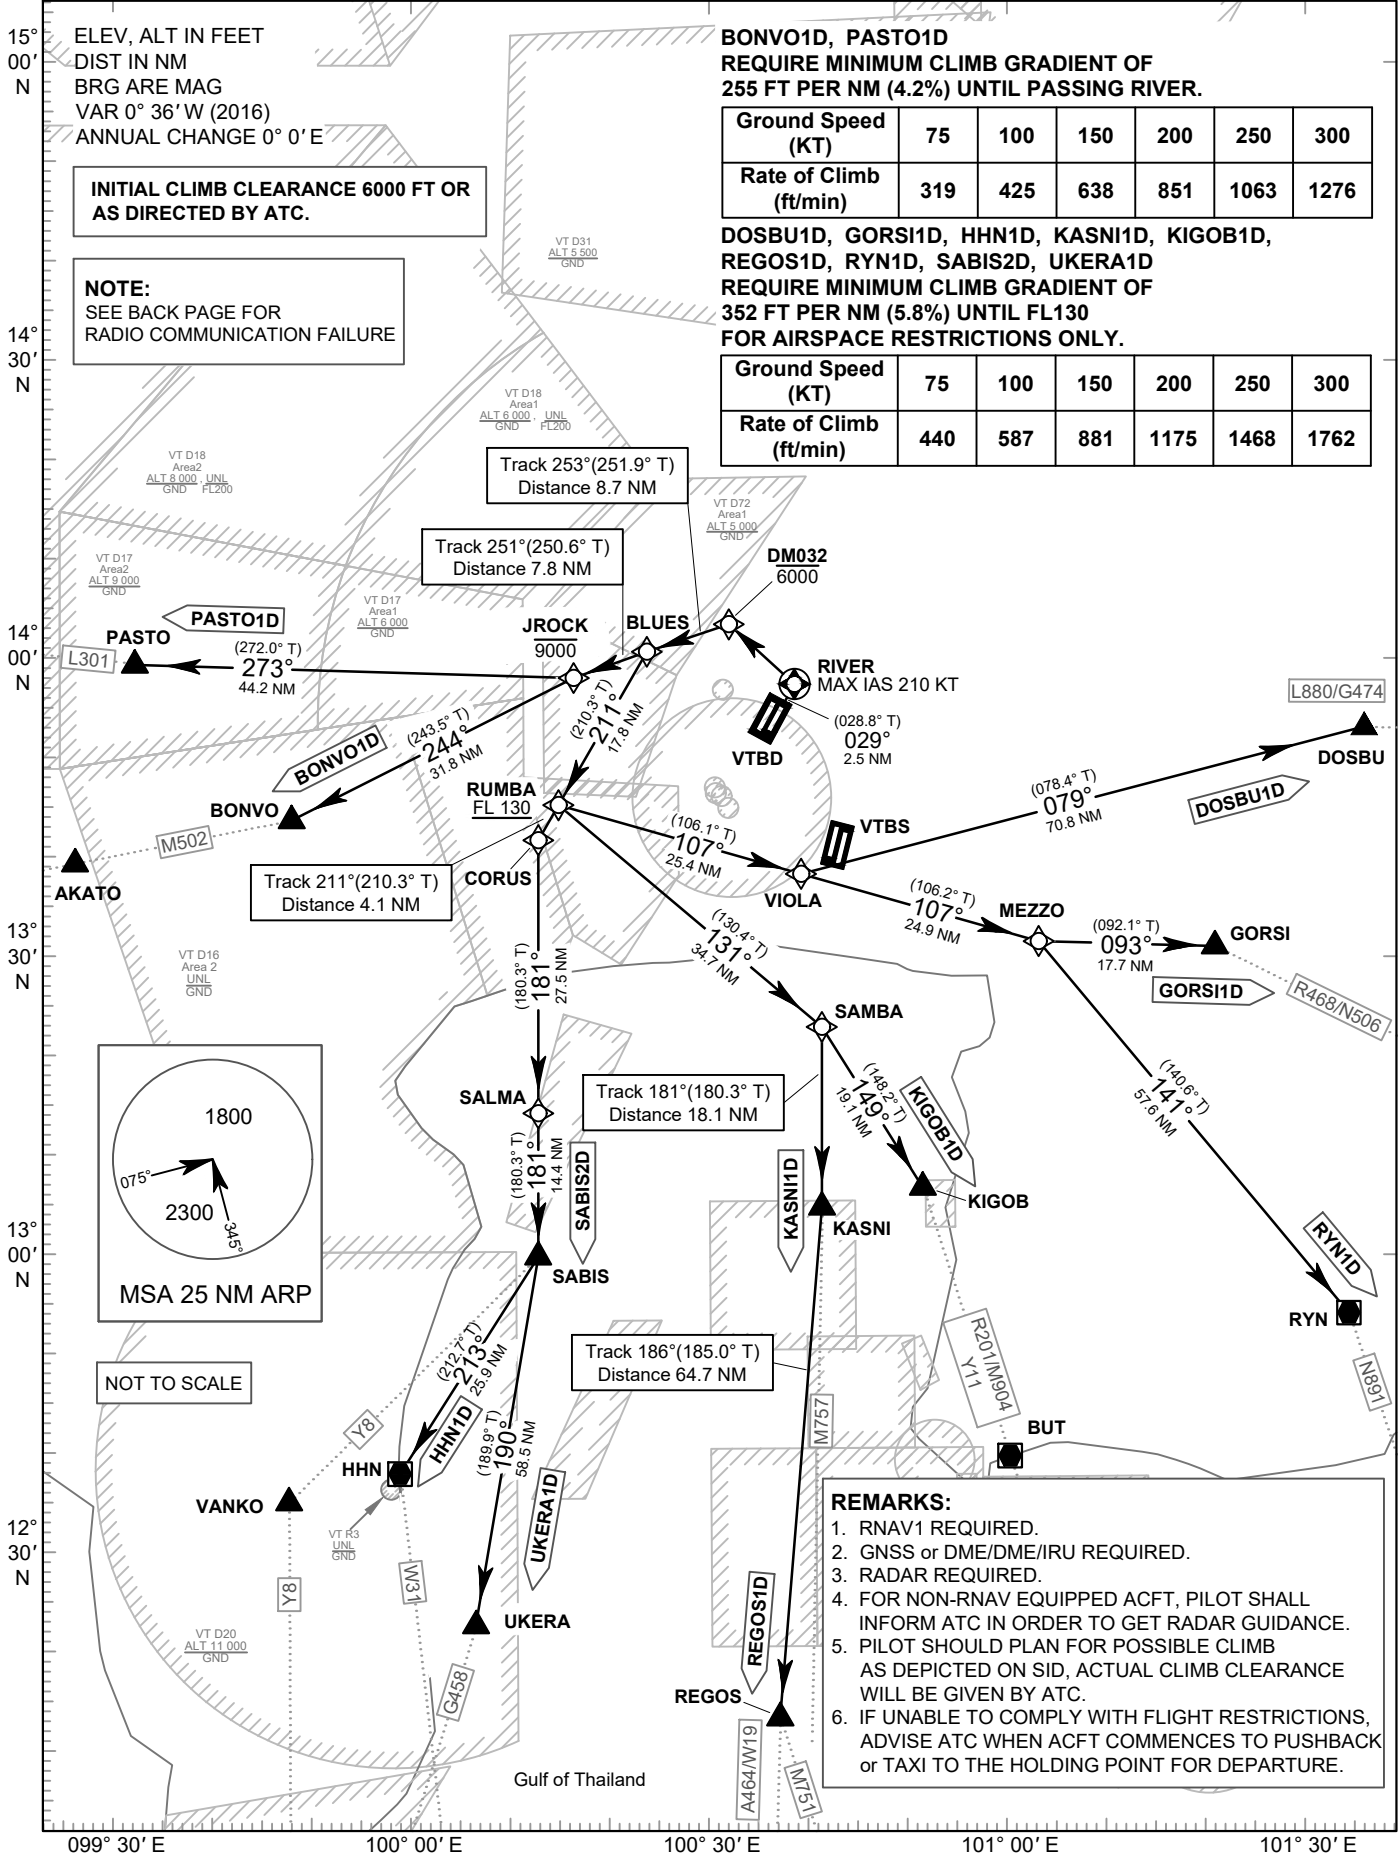 ELEV, ALT IN FEET
DIST IN NM
BRG ARE MAG
VAR 0° 36′ W (2016)
ANNUAL CHANGE 0° 0′ E
INITIAL CLIMB CLEARANCE 6000 FT OR
AS DIRECTED BY ATC.
NOTE:
SEE BACK PAGE FOR
RADIO COMMUNICATION FAILURE
BONVO1D, PASTO1D
REQUIRE MINIMUM CLIMB GRADIENT OF
255 FT PER NM (4.2%) UNTIL PASSING RIVER.
Ground Speed (KT) 75 100 150 200 250 300
Rate of Climb (ft/min) 319 425 638 851 1063 1276
DOSBU1D, GORSI1D, HHN1D, KASNI1D, KIGOB1D,
REGOS1D, RYN1D, SABIS2D, UKERA1D
REQUIRE MINIMUM CLIMB GRADIENT OF
352 FT PER NM (5.8%) UNTIL FL130
FOR AIRSPACE RESTRICTIONS ONLY.
Ground Speed (KT) 75 100 150 200 250 300
Rate of Climb (ft/min) 440 587 881 1175 1468 1762
15° 00′ N
14° 30′ N
14° 00′ N
13° 30′ N
13° 00′ N
12° 30′ N
VT D31
ALT 5 500
GND
VT D18
Area1
ALT 6 000 , UNL
GND FL200
VT D18
Area2
ALT 8 000 , UNL
GND FL200
VT D72
Area1
ALT 5 000
VT D17
Area2
ALT 9 000
GND
VT D17
Area1
ALT 6 000
GND
Track 253°(251.9° T)
Distance 8.7 NM
Track 251°(250.6° T)
Distance 7.8 NM
DM032
6000
BLUES
JROCK
9000
PASTO1D
PASTO
L301
(272.0° T)
273°
44.2 NM
RIVER
MAX IAS 210 KT
(028.8° T)
029°
2.5 NM
VTBD
L880/G474
DOSBU
(210.3° T)
211°
17.8 NM
(243.5° T)
244°
31.8 NM
BONVO1D
BONVO
M502
AKATO
RUMBA
FL 130
CORUS
Track 211°(210.3° T)
Distance 4.1 NM
(106.1° T)
107°
25.4 NM
VTBS
VIOLA
(078.4° T)
079°
70.8 NM
DOSBU1D
(106.2° T)
107°
24.9 NM
MEZZO
(092.1° T)
093°
17.7 NM
GORSI
GORSI1D
R468/N506
VT D16
Area 2
UNL
GND
(180.3° T)
181°
27.5 NM
(130.4° T)
131°
34.7 NM
SAMBA
SALMA
Track 181°(180.3° T)
Distance 18.1 NM
(148.2° T)
149°
19.1 NM
KIGOB1D
KIGOB
(140.6° T)
141°
57.6 NM
RYN1D
RYN
N891
1800
075°
2300
345°
MSA 25 NM ARP
(180.3° T)
181°
14.4 NM
SABIS2D
SABIS
KASNI1D
KASNI
NOT TO SCALE
(212.7° T)
213°
25.9 NM
HHN1D
HHN
Y8
VANKO
Y8
VT R3
UNL
GND
W31
(189.9° T)
190°
58.5 NM
UKERA1D
UKERA
G458
Track 186°(185.0° T)
Distance 64.7 NM
M757
R201/M904
Y11
BUT
REGOS1D
REGOS
A464/W19
M751
VT D20
ALT 11 000
GND
Gulf of Thailand
REMARKS:
1. RNAV1 REQUIRED.
2. GNSS or DME/DME/IRU REQUIRED.
3. RADAR REQUIRED.
4. FOR NON-RNAV EQUIPPED ACFT, PILOT SHALL
INFORM ATC IN ORDER TO GET RADAR GUIDANCE.
5. PILOT SHOULD PLAN FOR POSSIBLE CLIMB
AS DEPICTED ON SID, ACTUAL CLIMB CLEARANCE
WILL BE GIVEN BY ATC.
6. IF UNABLE TO COMPLY WITH FLIGHT RESTRICTIONS,
ADVISE ATC WHEN ACFT COMMENCES TO PUSHBACK
or TAXI TO THE HOLDING POINT FOR DEPARTURE.
099° 30′ E 100° 00′ E 100° 30′ E 101° 00′ E 101° 30′ E